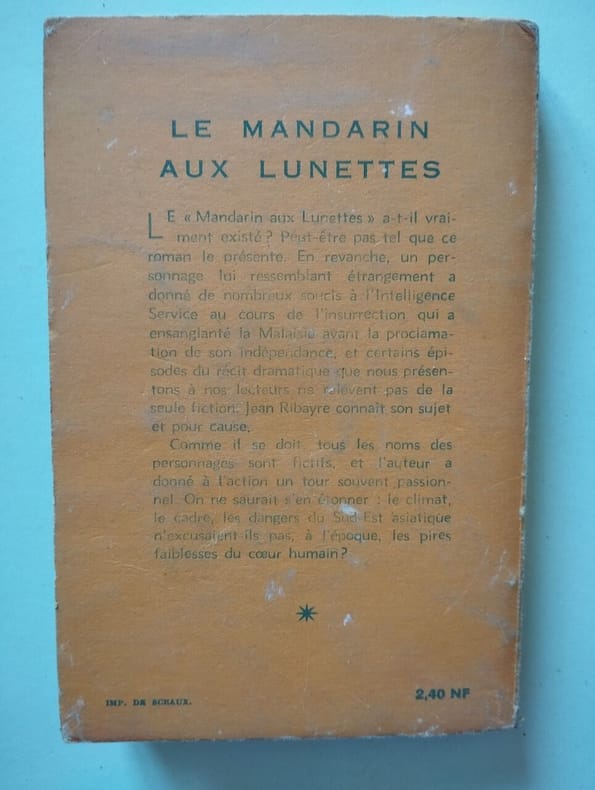 LE MANDARIN
AUX LUNETTES
LE « Mandarin aux Lunettes » a-t-il vrai-
ment existé ? Peut-être pas tel que ce
roman le présente. En revanche, un per-
sonnage lui ressemblant étrangement a
donné de nombreux soucis à l'Intelligence
Service au cours de l'insurrection qui a
ensanglanté la Malaisie avant la proclama-
tion de son indépendance, et certains épi-
sodes du récit dramatique que nous présen-
tons à nos lecteurs ne relèvent pas de la
seule fiction. Jean Ribayre connaît son sujet
et pour cause.
Comme il se doit, tous les noms des
personnages sont fictifs, et l'auteur a
donné à l'action un tour souvent passion-
nel. On ne saurait s'en étonner : le climat,
le cadre, les dangers du Sud-Est asiatique
n'excusaient-ils pas, à l'époque, les pires
faiblesses du cœur humain ?
IMP. DE SCEAUX.
2,40 NF